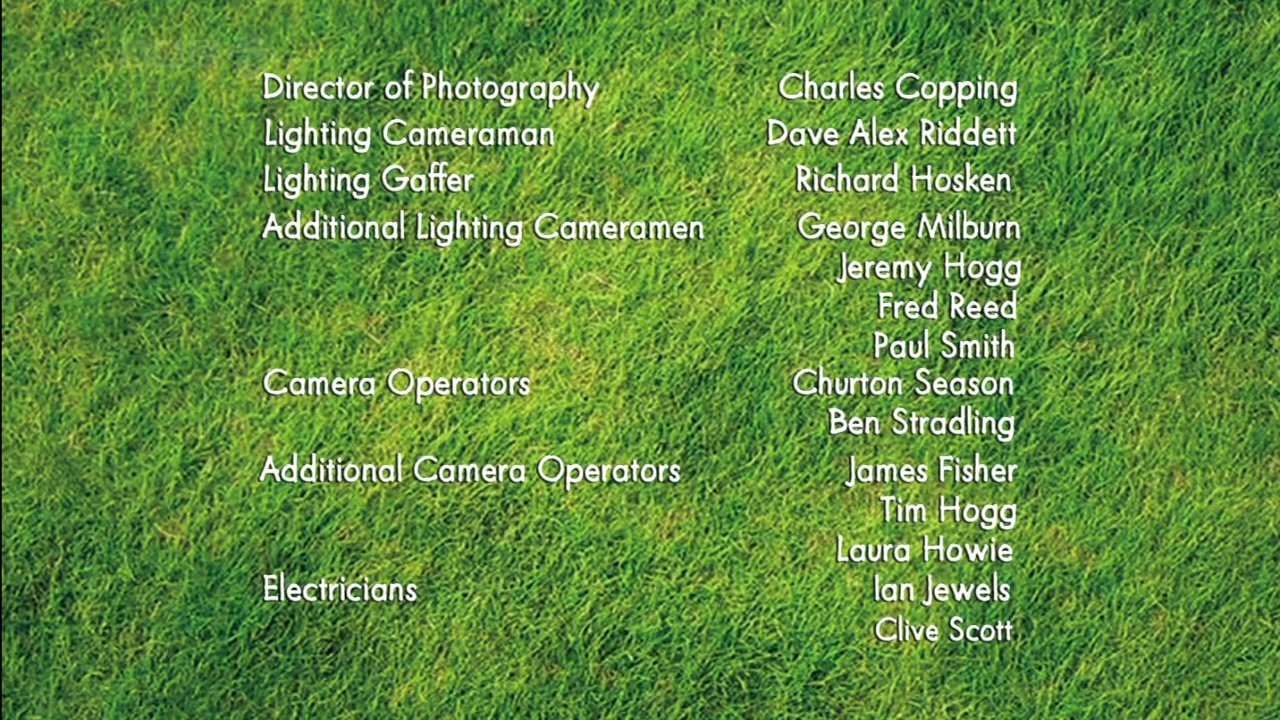 Director of Photography Charles Copping
Lighting Cameraman Dave Alex Riddett
Lighting Gaffer Richard Hosken
Additional Lighting Cameramen George Milburn
Jeremy Hogg
Fred Reed
Paul Smith
Camera Operators Churton Season
Ben Stradling
Additional Camera Operators James Fisher
Tim Hogg
Laura Howie
Electricians Ian Jewels
Clive Scott